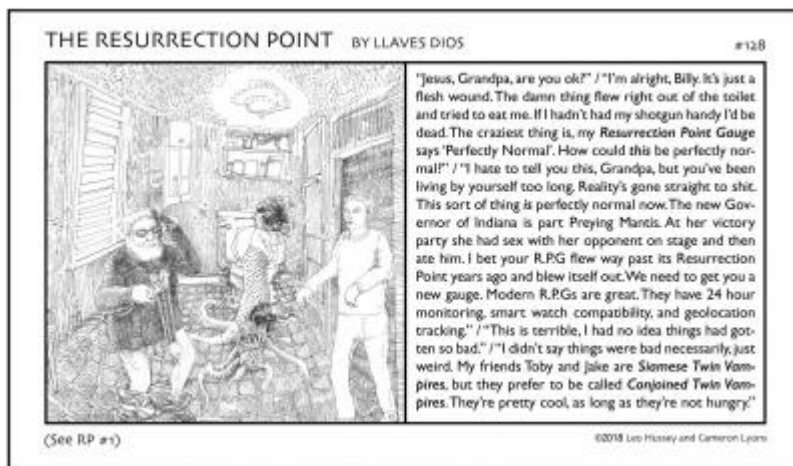 THE RESURRECTION POINT BY LLAVES DIOS #128
"Jesus, Grandpa, are you ok?" / "I'm alright, Billy. It's just a
flesh wound. The damn thing flew right out of the toilet
and tried to eat me. If I hadn't had my shotgun handy I'd be
dead. The craziest thing is, my Resurrection Point Gauge
says 'Perfectly Normal'. How could this be perfectly nor-
mal?" / "I hate to tell you this, Grandpa, but you've been
living by yourself too long. Reality's gone straight to shit.
This sort of thing is perfectly normal now. The new Gov-
ernor of Indiana is part Preying Mantis. At her victory
party she had sex with her opponent on stage and then
ate him. I bet your R.P.G flew way past its Resurrection
Point years ago and blew itself out. We need to get you a
new gauge. Modern R.P.Gs are great. They have 24 hour
monitoring, smart watch compatibility, and geolocation
tracking." / "This is terrible, I had no idea things had got-
ten so bad." / "I didn't say things were bad necessarily, just
weird. My friends Toby and Jake are Siamese Twin Vam-
pires, but they prefer to be called Conjoined Twin Vam-
pires. They're pretty cool, as long as they're not hungry."
(See RP #1)
©2018 Leo Hussey and Cameron Lyons